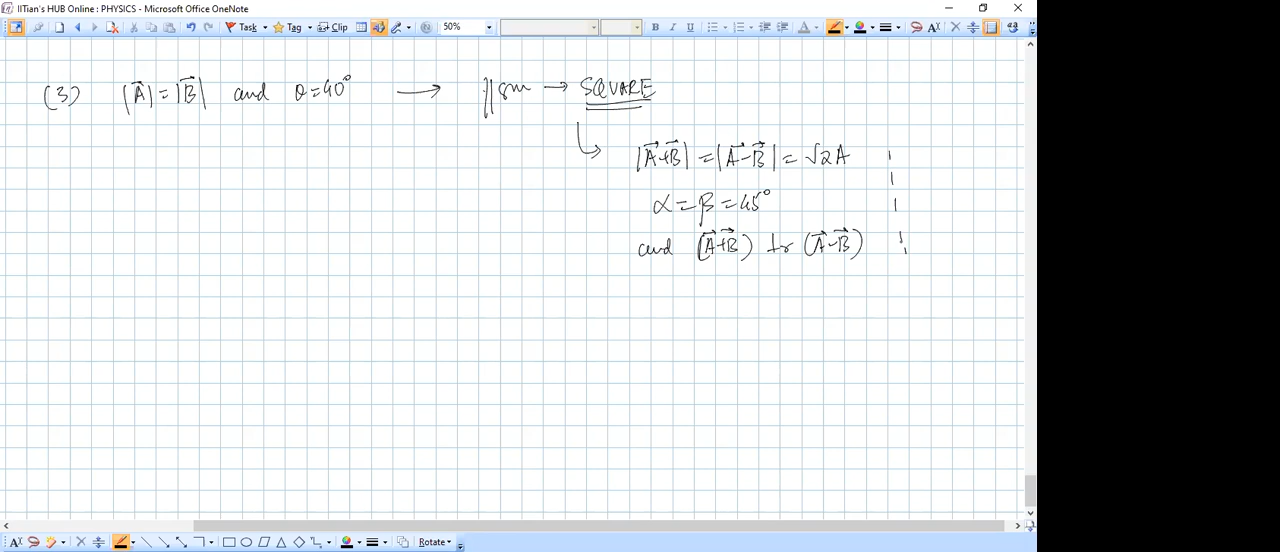 IITian's HUB Online : PHYSICS - Microsoft Office OneNote
Task Tag Clip 50% B I U
(3) |A⃗| = |B⃗| and θ = 90° → ||gm → SQUARE
|A⃗+B⃗| = |A⃗-B⃗| = √2A
α = β = 45°
and (A⃗+B⃗) ⊥r (A⃗-B⃗)
Rotate